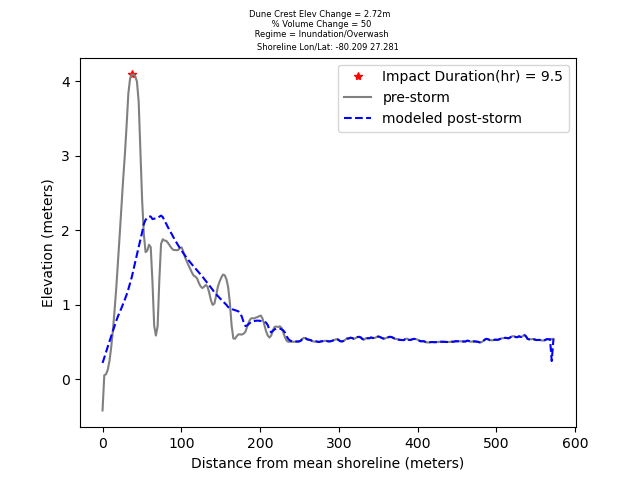 Dune Crest Elev Change = 2.72m
% Volume Change = 50
Regime = Inundation/Overwash
Shoreline Lon/Lat: -80.209 27.281
Impact Duration(hr) = 9.5
pre-storm
modeled post-storm
Elevation (meters)
4
3
2
1
0
0 100 200 300 400 500 600
Distance from mean shoreline (meters)